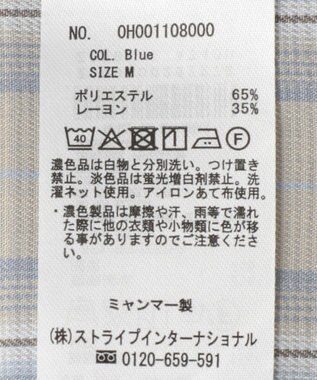 NO. OH001108000
COL. Blue
SIZE M
ポリエステル 65%
レーヨン 35%
40 F
濃色品は白物と分別洗い。つけ置き
禁止。淡色品は蛍光増白剤禁止。洗
濯ネット使用。アイロンあて布使用。
・濃色製品は摩擦や汗、雨等で濡れ
た際に他の衣類や小物類に色が移
る事がありますのでご注意くださ
い。
ミャンマー製
(株)ストライプインターナショナル
0120-659-591